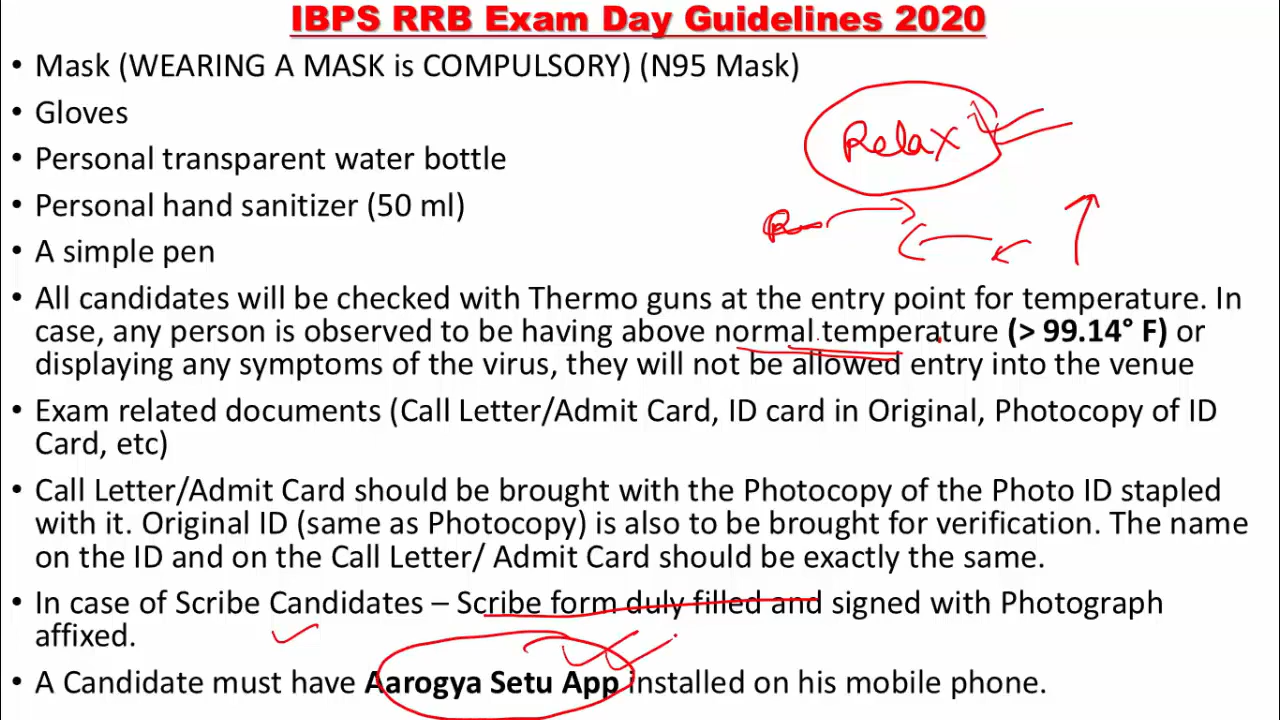 IBPS RRB Exam Day Guidelines 2020
• Mask (WEARING A MASK is COMPULSORY) (N95 Mask)
• Gloves
Relax
• Personal transparent water bottle
• Personal hand sanitizer (50 ml)
• A simple pen
• All candidates will be checked with Thermo guns at the entry point for temperature. In
case, any person is observed to be having above normal temperature (> 99.14° F) or
displaying any symptoms of the virus, they will not be allowed entry into the venue
• Exam related documents (Call Letter/Admit Card, ID card in Original, Photocopy of ID
Card, etc)
• Call Letter/Admit Card should be brought with the Photocopy of the Photo ID stapled
with it. Original ID (same as Photocopy) is also to be brought for verification. The name
on the ID and on the Call Letter/ Admit Card should be exactly the same.
• In case of Scribe Candidates – Scribe form duly filled and signed with Photograph
affixed.
• A Candidate must have Aarogya Setu App installed on his mobile phone.